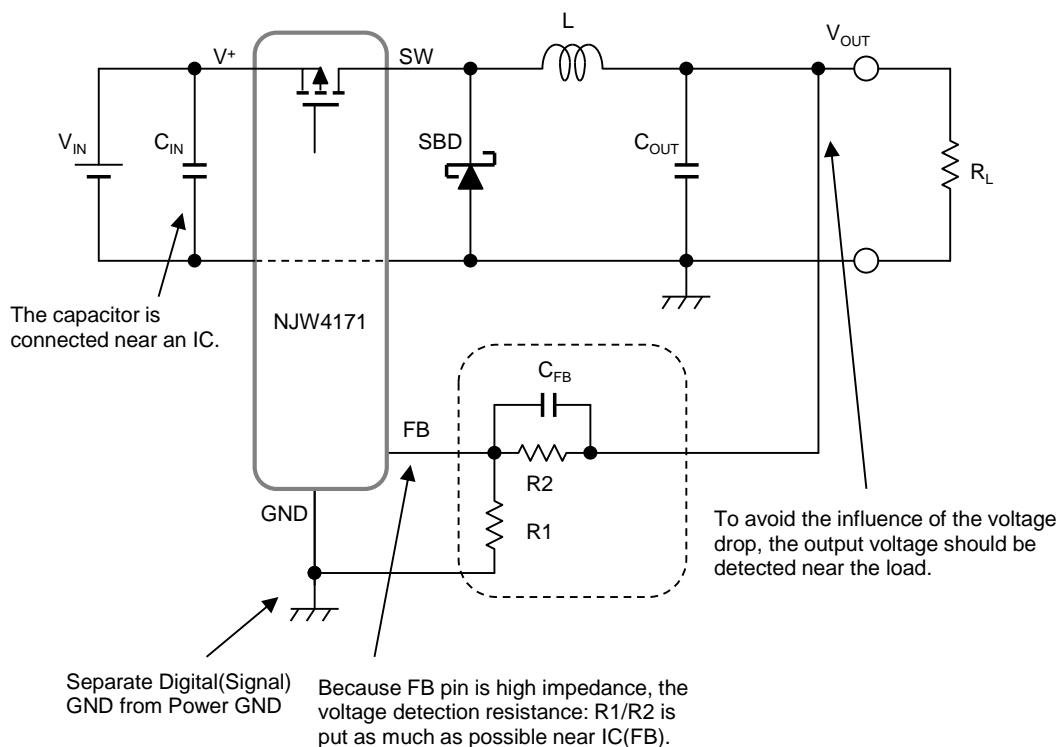 L
V+
SW
VOUT
VIN
CIN
SBD
COUT
RL
The capacitor is
connected near an IC.
NJW4171
CFB
FB
R2
GND
R1
To avoid the influence of the voltage
drop, the output voltage should be
detected near the load.
Separate Digital(Signal)
GND from Power GND
Because FB pin is high impedance, the
voltage detection resistance: R1/R2 is
put as much as possible near IC(FB).